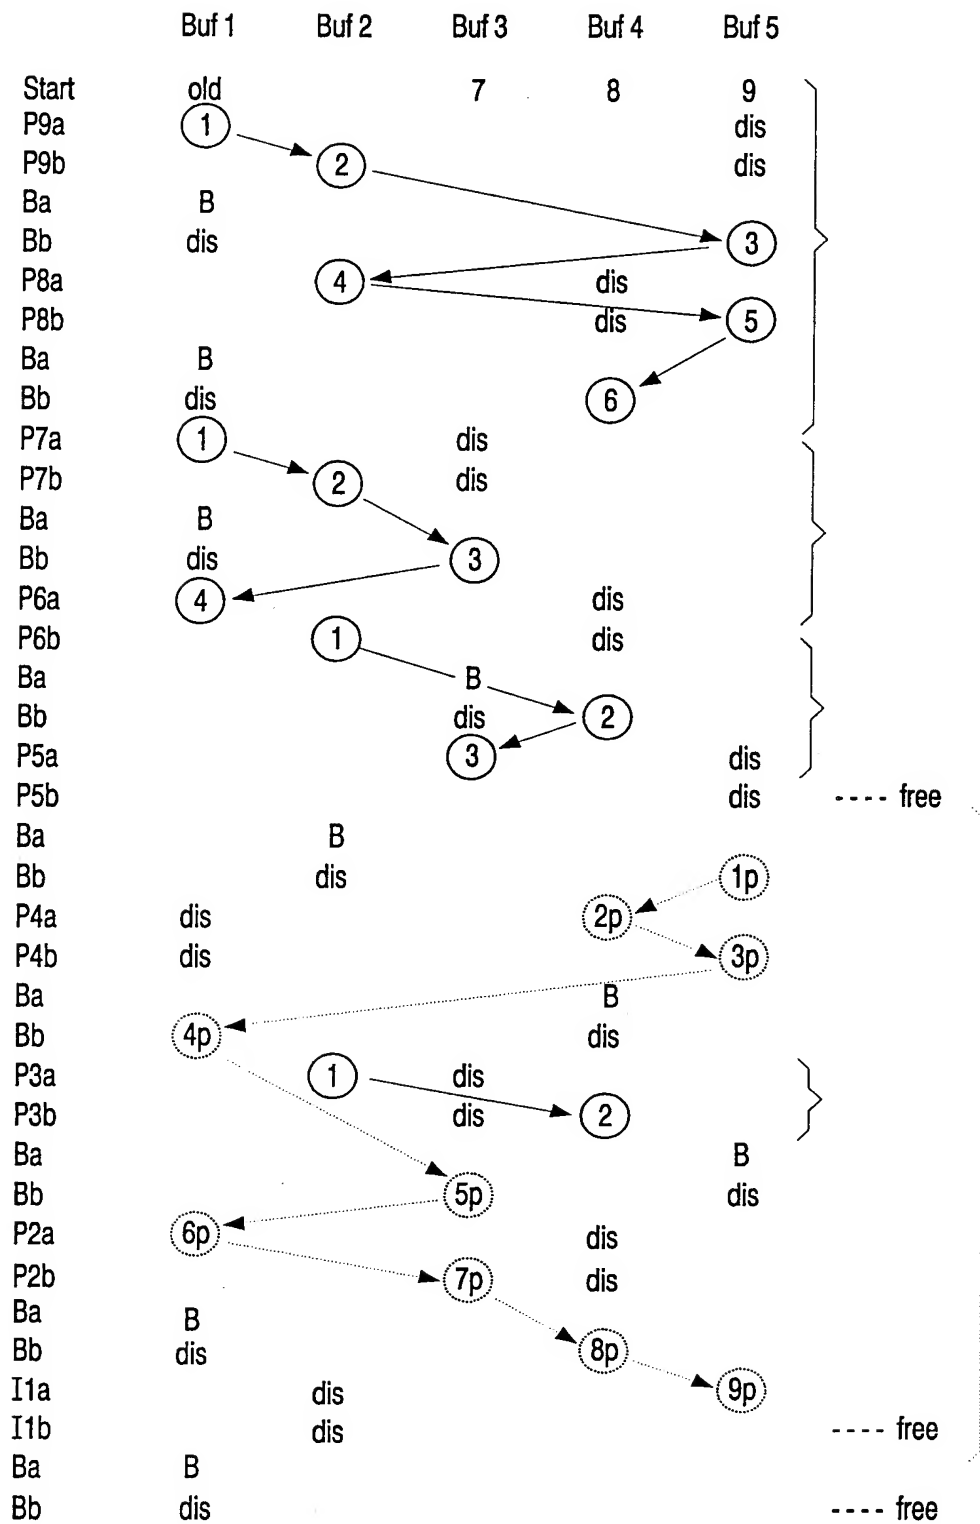 Buf 1 Buf 2 Buf 3 Buf 4 Buf 5
Start old 7 8 9
P9a 1 dis
P9b 2 dis
Ba B
Bb dis 3
P8a 4 dis
P8b dis 5
Ba B
Bb dis 6
P7a 1 dis
P7b 2 dis
Ba B
Bb dis 3
P6a 4 dis
P6b 1 dis
Ba B
Bb dis 2
P5a 3 dis
P5b dis ---- free
Ba B
Bb dis 1p
P4a dis 2p
P4b dis 3p
Ba B
Bb 4p dis
P3a 1 dis
P3b dis 2
Ba B
Bb 5p dis
P2a 6p dis
P2b 7p dis
Ba B
Bb dis 8p
I1a dis 9p
I1b dis ---- free
Ba B
Bb dis ---- free